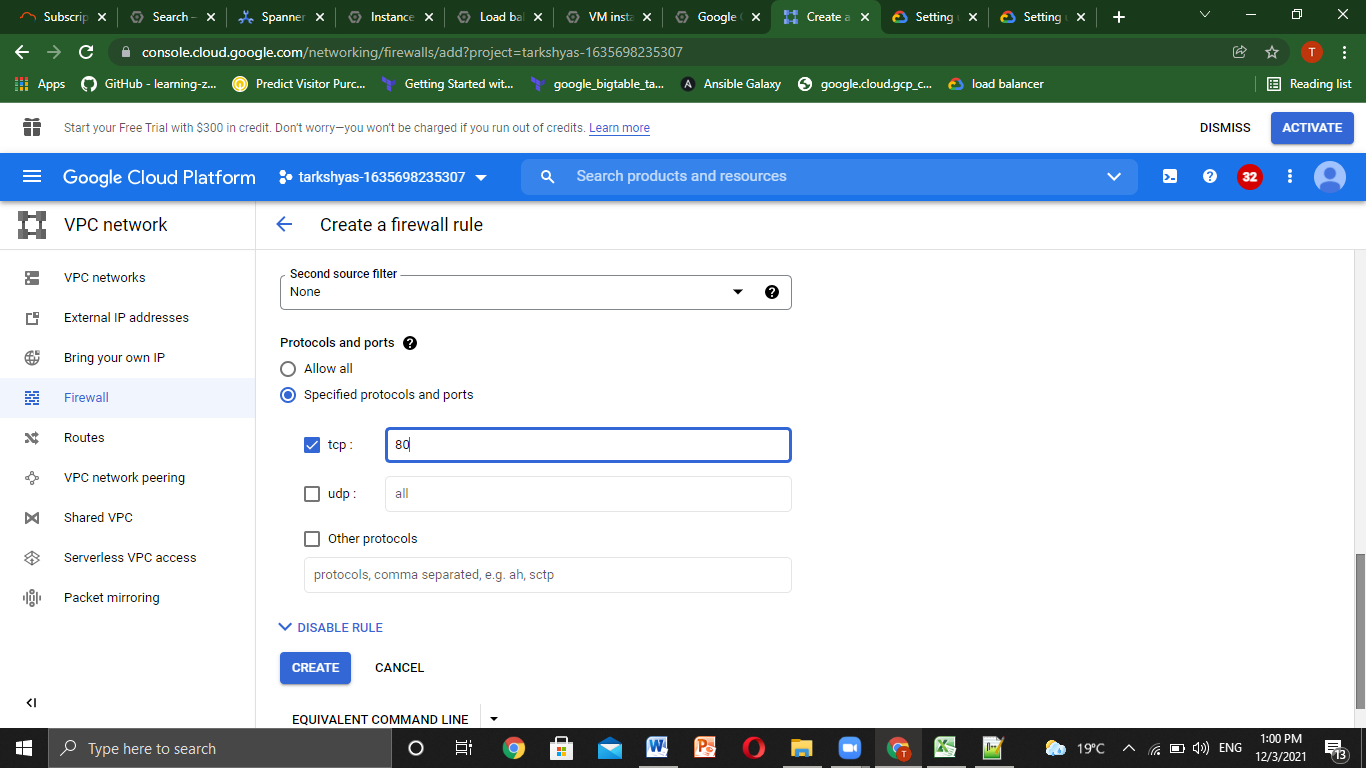 Subscrip
Search –
Spanner
Instance
Load bal
VM insta
Google
Create a
Setting
Setting
console.cloud.google.com/networking/firewalls/add?project=tarkshyas-1635698235307
T
Apps
GitHub - learning-z...
Predict Visitor Purc...
Getting Started wit...
google_bigtable_ta...
Ansible Galaxy
google.cloud.gcp_c...
load balancer
Reading list
Start your Free Trial with $300 in credit. Don't worry—you won't be charged if you run out of credits. Learn more
DISMISS
ACTIVATE
Google Cloud Platform
tarkshyas-1635698235307
Search products and resources
32
VPC network
Create a firewall rule
VPC networks
External IP addresses
Bring your own IP
Firewall
Routes
VPC network peering
Shared VPC
Serverless VPC access
Packet mirroring
Second source filter
None
Protocols and ports
Allow all
Specified protocols and ports
tcp :
80
udp :
all
Other protocols
protocols, comma separated, e.g. ah, sctp
DISABLE RULE
CREATE
CANCEL
EQUIVALENT COMMAND LINE
Type here to search
T
19°C
ENG
1:00 PM
12/3/2021
13